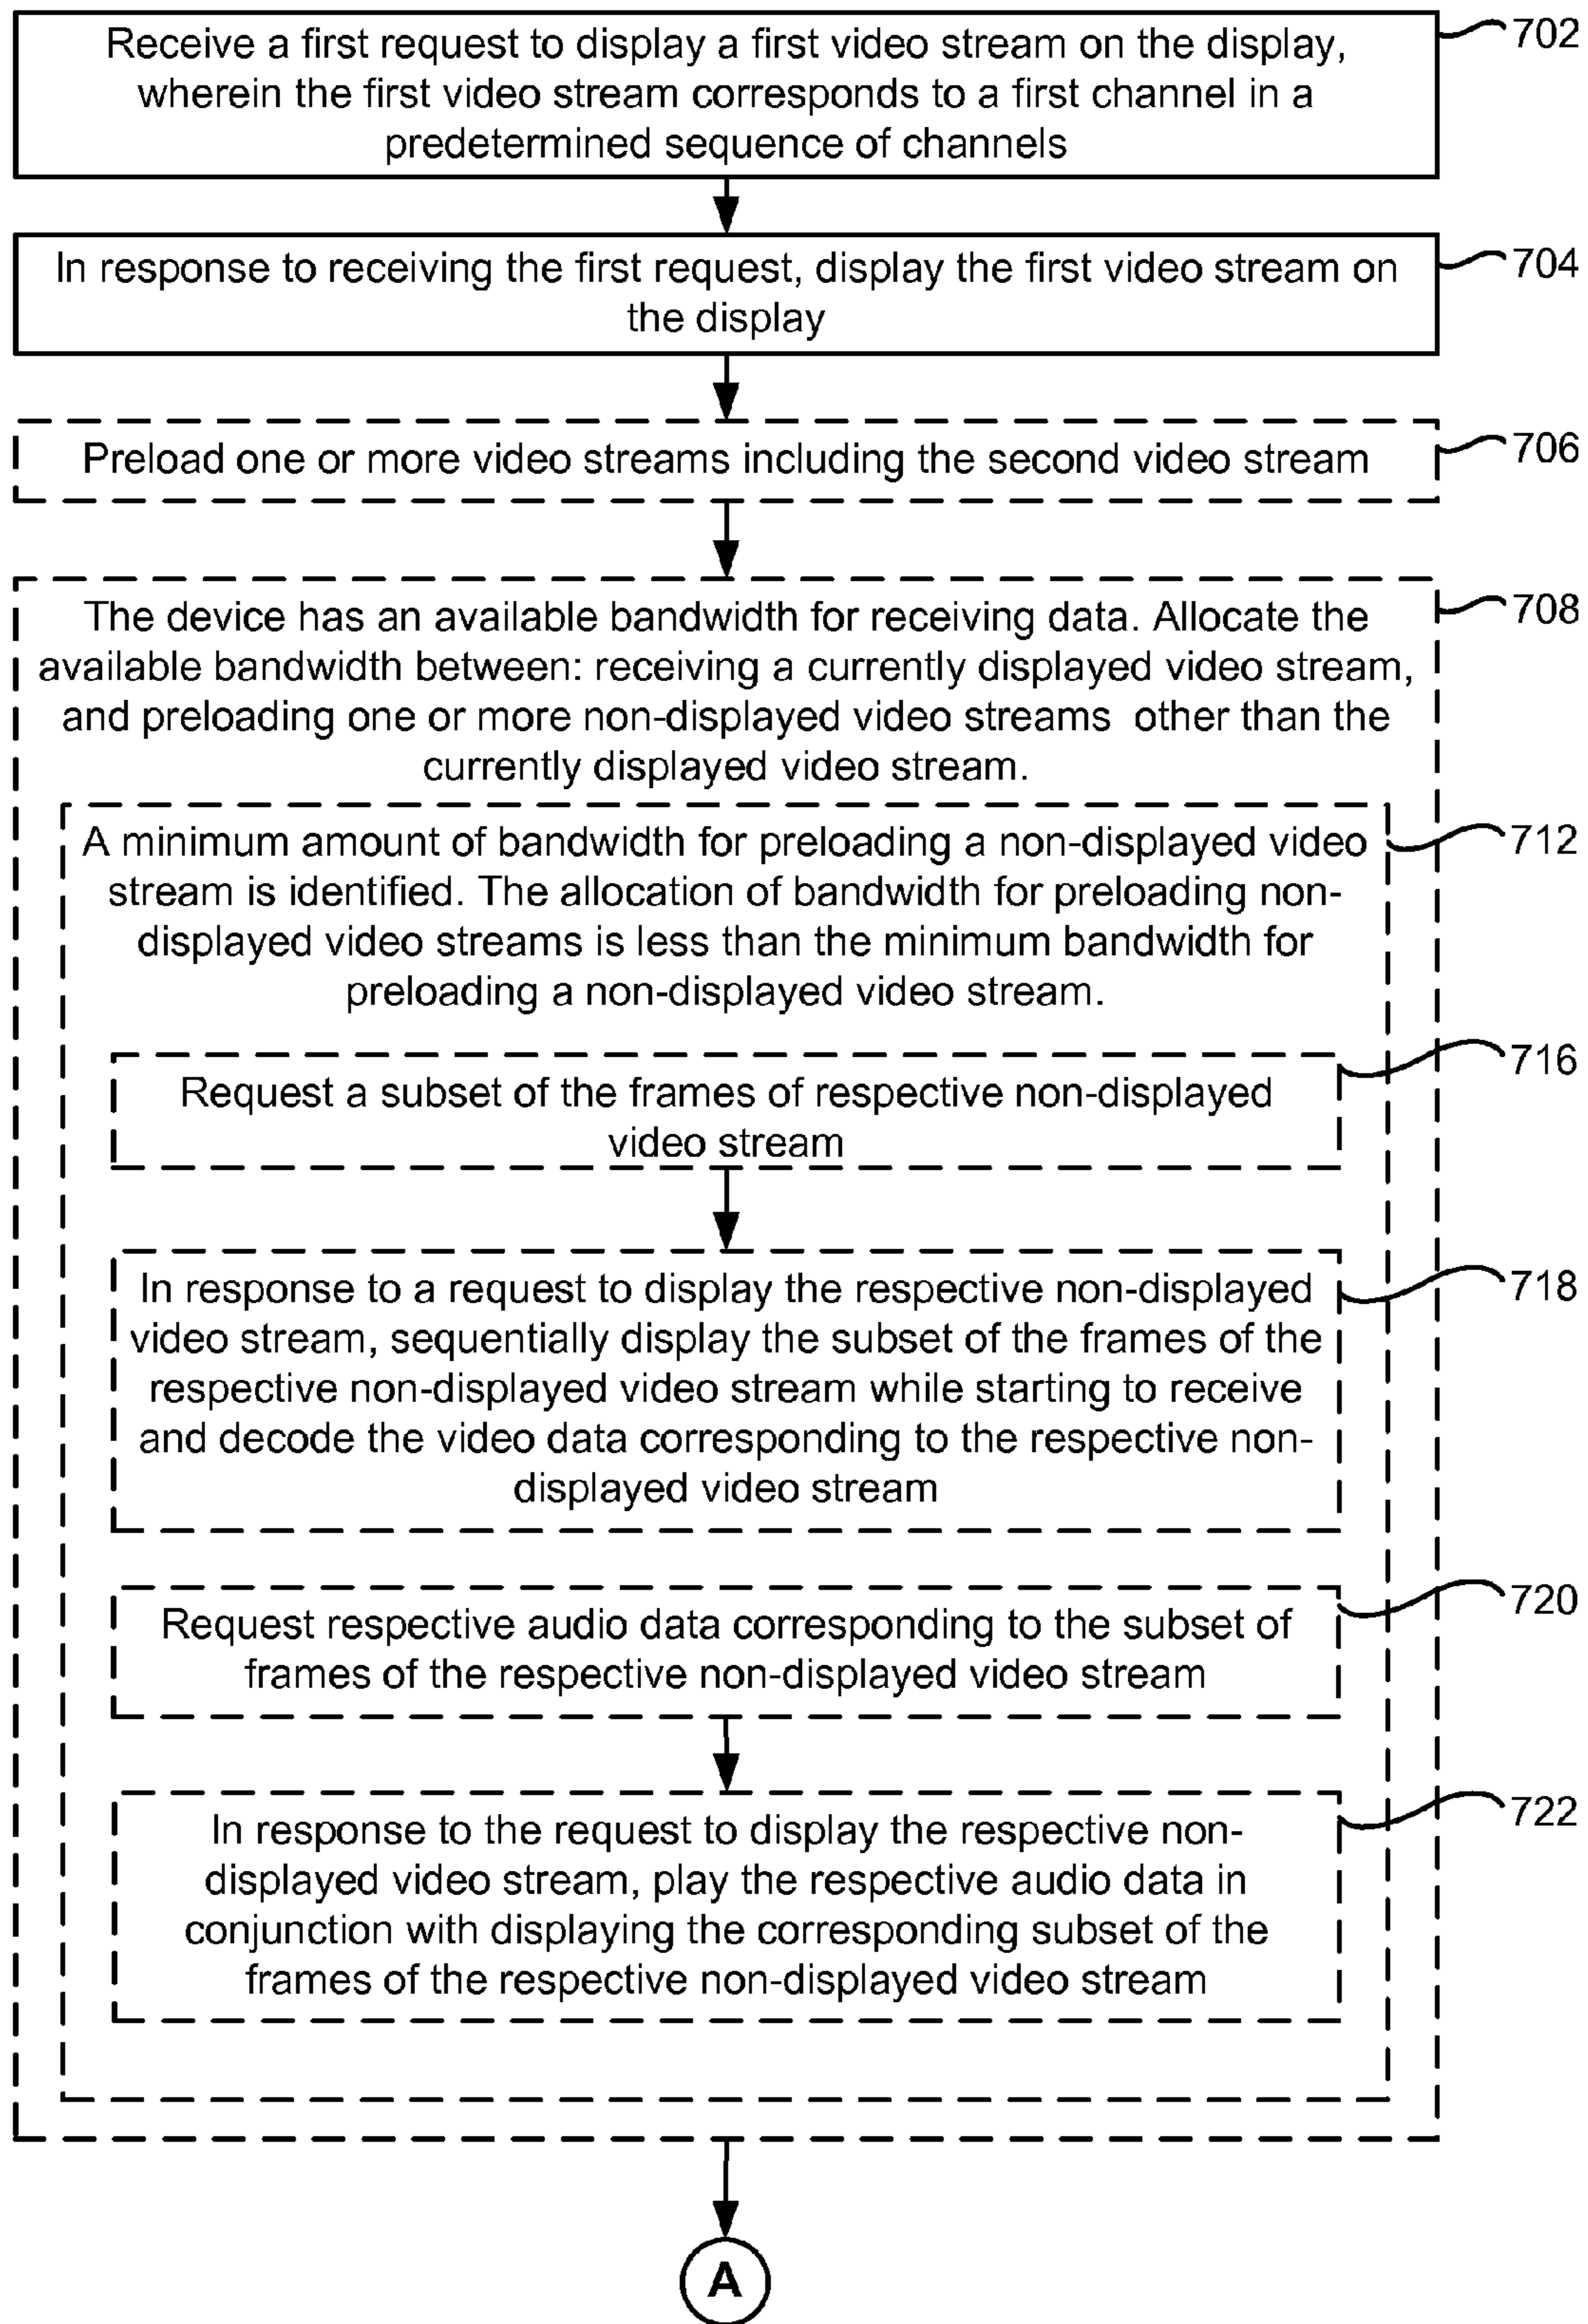 Receive a first request to display a first video stream on the display,
wherein the first video stream corresponds to a first channel in a
predetermined sequence of channels
702
In response to receiving the first request, display the first video stream on
the display
704
Preload one or more video streams including the second video stream
706
The device has an available bandwidth for receiving data. Allocate the
available bandwidth between: receiving a currently displayed video stream,
and preloading one or more non-displayed video streams other than the
currently displayed video stream.
708
A minimum amount of bandwidth for preloading a non-displayed video
stream is identified. The allocation of bandwidth for preloading non-
displayed video streams is less than the minimum bandwidth for
preloading a non-displayed video stream.
712
Request a subset of the frames of respective non-displayed
video stream
716
In response to a request to display the respective non-displayed
video stream, sequentially display the subset of the frames of the
respective non-displayed video stream while starting to receive
and decode the video data corresponding to the respective non-
displayed video stream
718
Request respective audio data corresponding to the subset of
frames of the respective non-displayed video stream
720
In response to the request to display the respective non-
displayed video stream, play the respective audio data in
conjunction with displaying the corresponding subset of the
frames of the respective non-displayed video stream
722
A